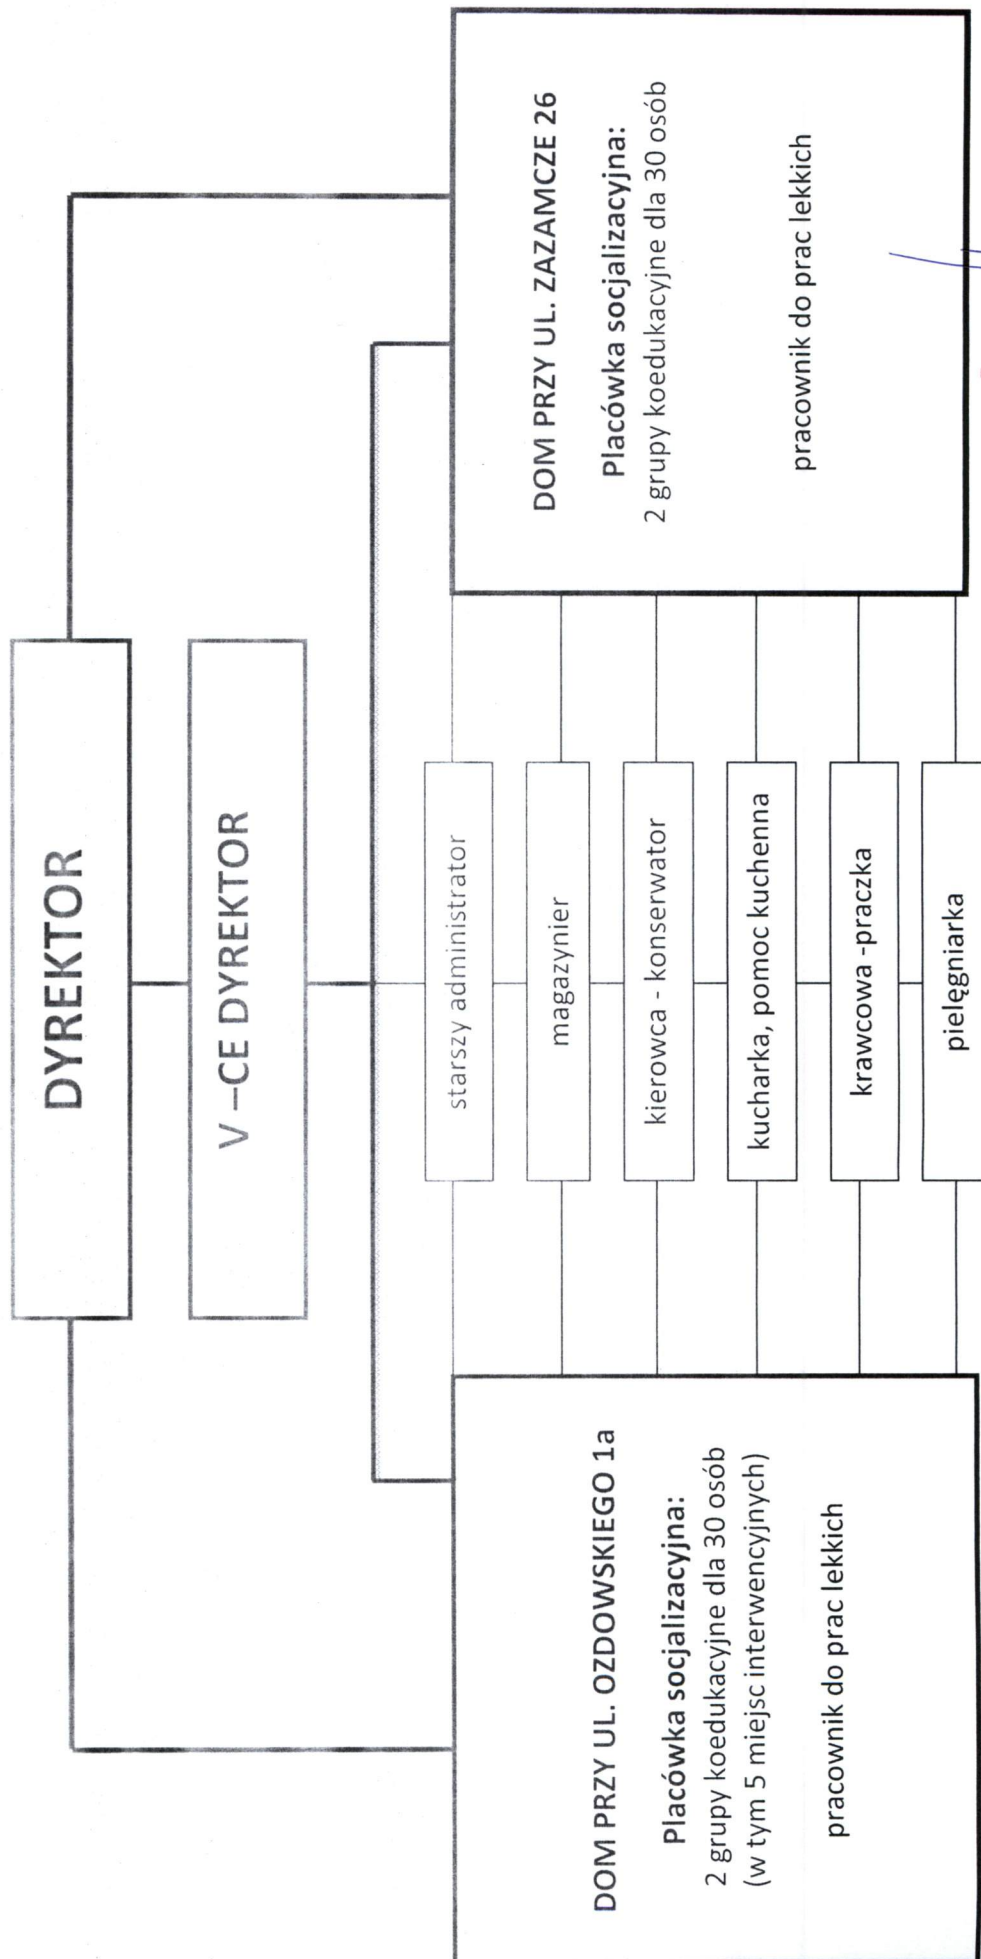 DYREKTOR
V –CE DYREKTOR
DOM PRZY UL. OZDOWSKIEGO 1a
Placówka socjalizacyjna:
2 grupy koedukacyjne dla 30 osób
(w tym 5 miejsc interwencyjnych)
pracownik do prac lekkich
starszy administrator
magazynier
kierowca - konserwator
kucharka, pomoc kuchenna
krawcowa -praczka
pielęgniarka
DOM PRZY UL. ZAZAMCZE 26
Placówka socjalizacyjna:
2 grupy koedukacyjne dla 30 osób
pracownik do prac lekkich